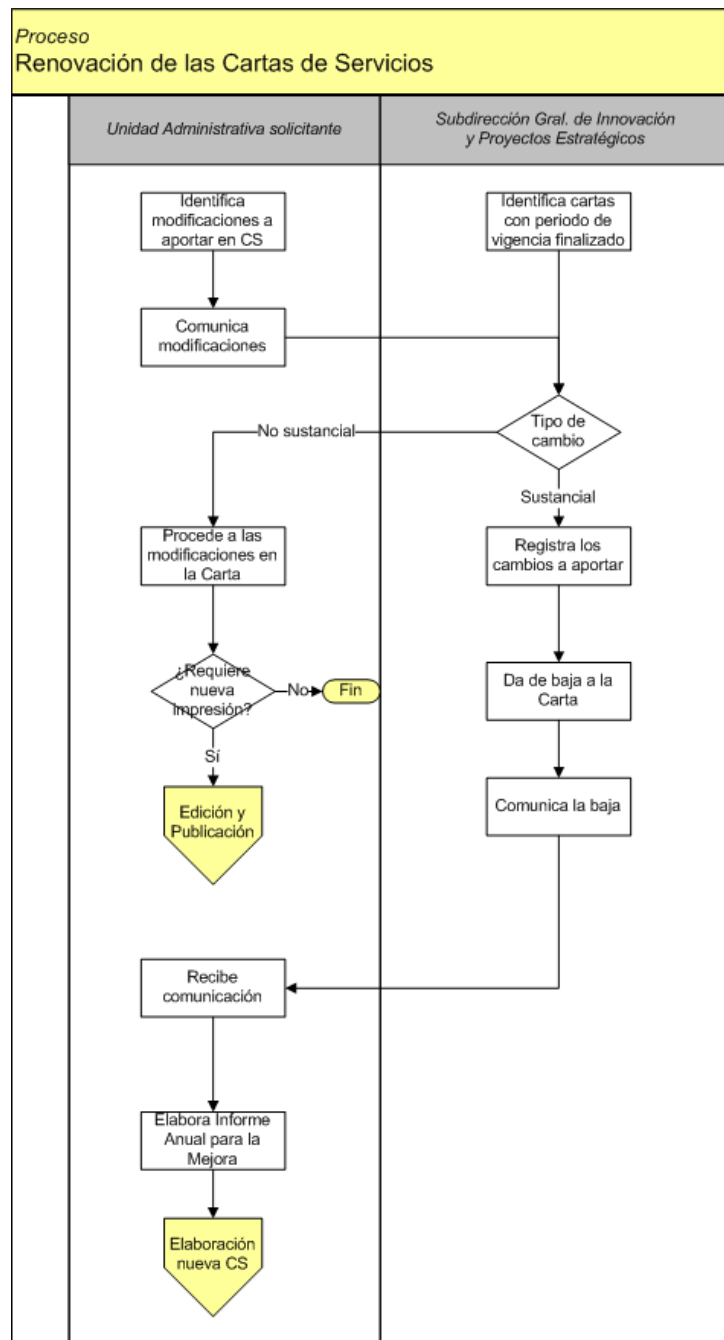 Proceso
Renovación de las Cartas de Servicios
Unidad Administrativa solicitante
Subdirección Gral. de Innovación
y Proyectos Estratégicos
Identifica
modificaciones a
aportar en CS
Identifica cartas
con periodo de
vigencia finalizado
Comunica
modificaciones
Tipo de
cambio
No sustancial
Sustancial
Procede a las
modificaciones en
la Carta
Registra los
cambios a aportar
¿Requiere
nueva
impresión?
No
Fin
Da de baja a la
Carta
Sí
Edición y
Publicación
Comunica la baja
Recibe
comunicación
Elabora Informe
Anual para la
Mejora
Elaboración
nueva CS